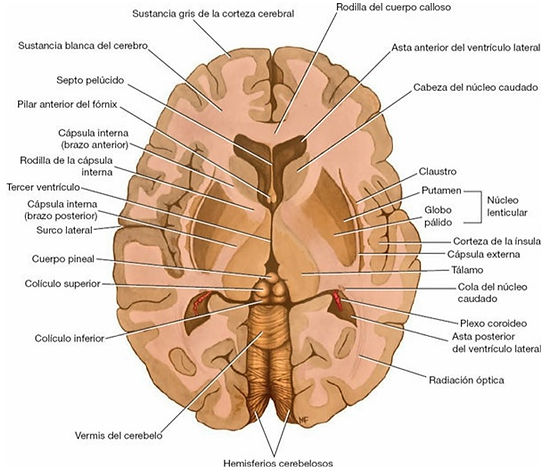 Sustancia gris de la corteza cerebral
Rodilla del cuerpo calloso
Sustancia blanca del cerebro
Asta anterior del ventrículo lateral
Septo pelúcido
Cabeza del núcleo caudado
Pilar anterior del fórnix
Cápsula interna
(brazo anterior)
Rodilla de la cápsula
interna
Tercer ventrículo
Cápsula interna
(brazo posterior)
Surco lateral
Cuerpo pineal
Colículo superior
Colículo inferior
Vermis del cerebelo
Hemisferios cerebelosos
Claustro
Putamen
Globo
pálido
Núcleo
lenticular
Corteza de la ínsula
Cápsula externa
Tálamo
Cola del núcleo
caudado
Plexo coroideo
Asta posterior
del ventrículo lateral
Radiación óptica
MF